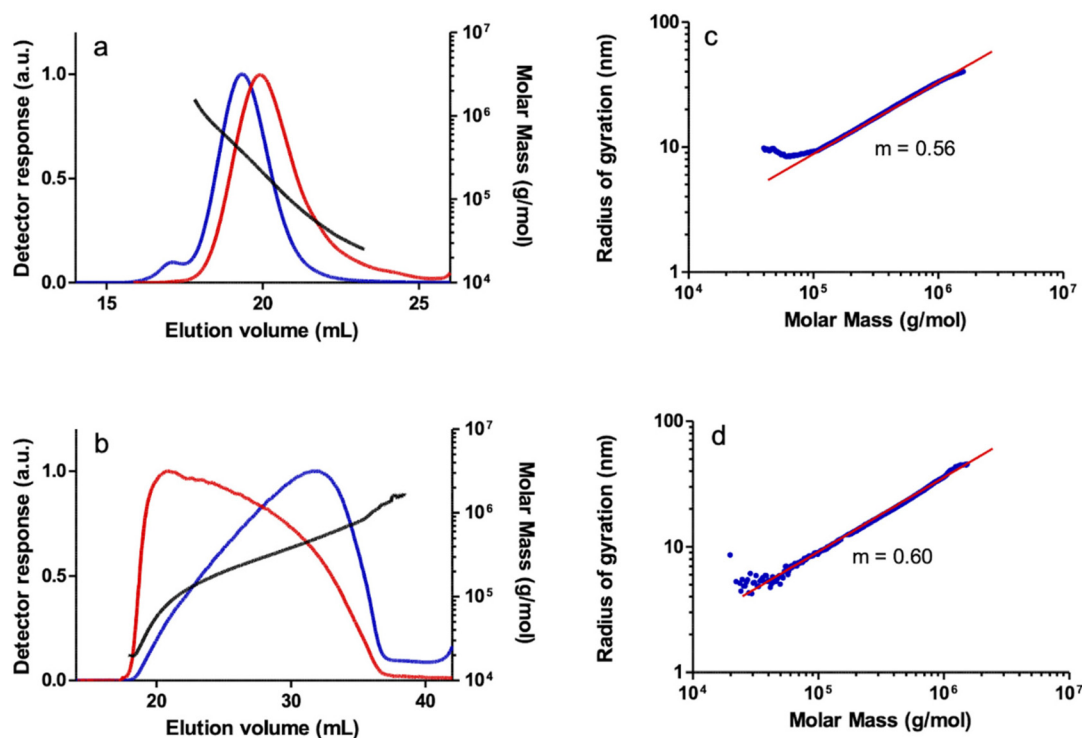 a
Detector response (a.u.)
1.0
0.5
0.0
15
20
25
Elution volume (mL)
10⁷
10⁶
10⁵
10⁴
Molar Mass (g/mol)
c
Radius of gyration (nm)
100
10
1
m = 0.56
10⁴
10⁵
10⁶
10⁷
Molar Mass (g/mol)
b
Detector response (a.u.)
1.0
0.5
0.0
20
30
40
Elution volume (mL)
10⁷
10⁶
10⁵
10⁴
Molar Mass (g/mol)
d
Radius of gyration (nm)
100
10
1
m = 0.60
10⁴
10⁵
10⁶
10⁷
Molar Mass (g/mol)